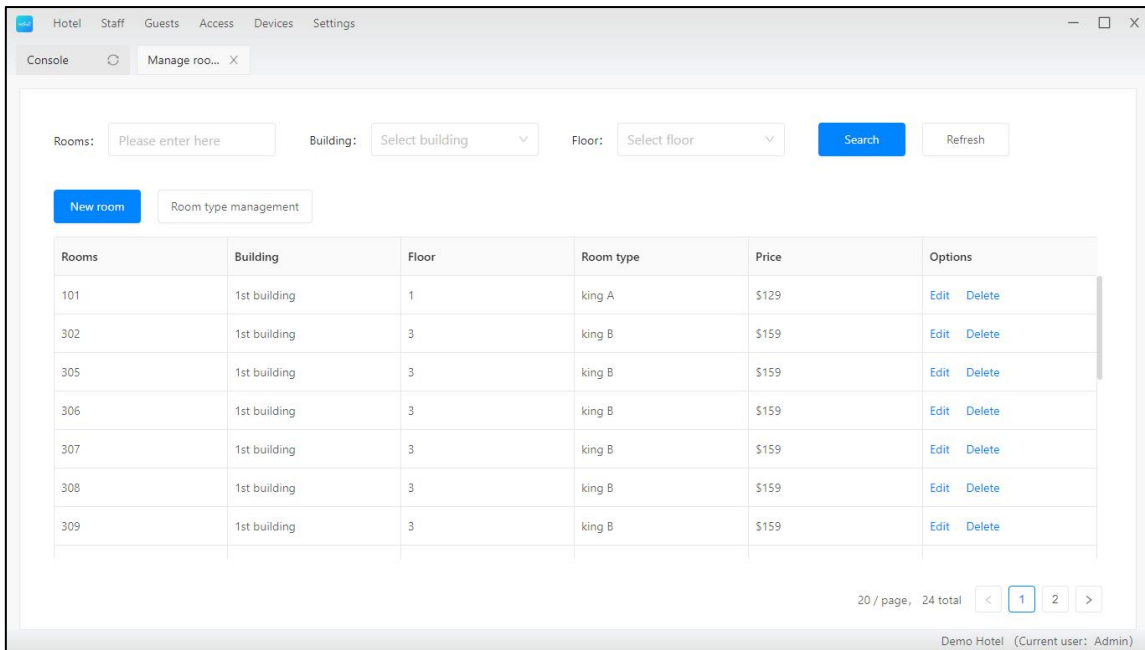 Hotel Staff Guests Access Devices Settings
Console Manage roo...
Rooms: Please enter here Building: Select building Floor: Select floor Search Refresh
New room Room type management
Rooms Building Floor Room type Price Options
101 1st building 1 king A $129 Edit Delete
302 1st building 3 king B $159 Edit Delete
305 1st building 3 king B $159 Edit Delete
306 1st building 3 king B $159 Edit Delete
307 1st building 3 king B $159 Edit Delete
308 1st building 3 king B $159 Edit Delete
309 1st building 3 king B $159 Edit Delete
20 / page, 24 total < 1 2 >
Demo Hotel (Current user: Admin)